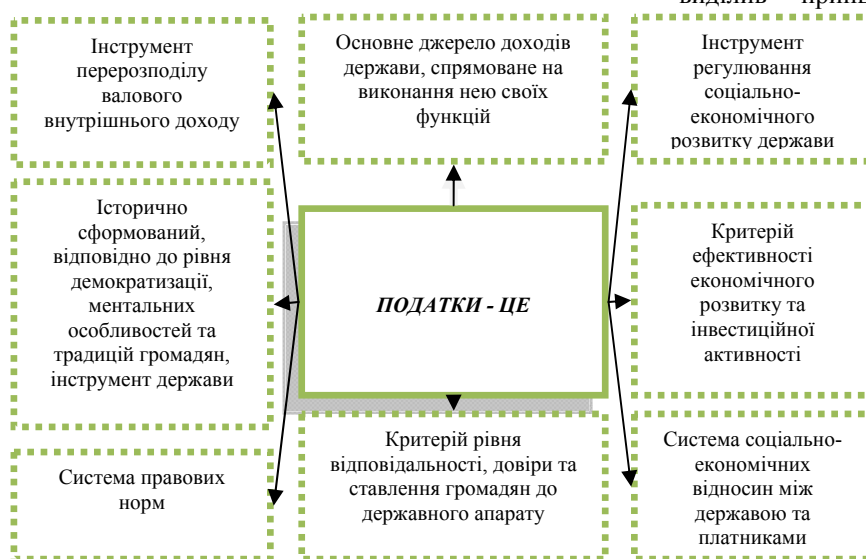 Інструмент
перерозподілу
валового
внутрішнього доходу
Основне джерело доходів
держави, спрямоване на
виконання нею своїх
функцій
Інструмент
регулювання
соціально-
економічного
розвитку держави
Історично
сформований,
відповідно до рівня
демократизації,
ментальних
особливостей та
традицій громадян,
інструмент держави
ПОДАТКИ - ЦЕ
Критерій
ефективності
економічного
розвитку та
інвестиційної
активності
Система правових
норм
Критерій рівня
відповідальності, довіри та
ставлення громадян до
державного апарату
Система соціально-
економічних
відносин між
державою та
платниками